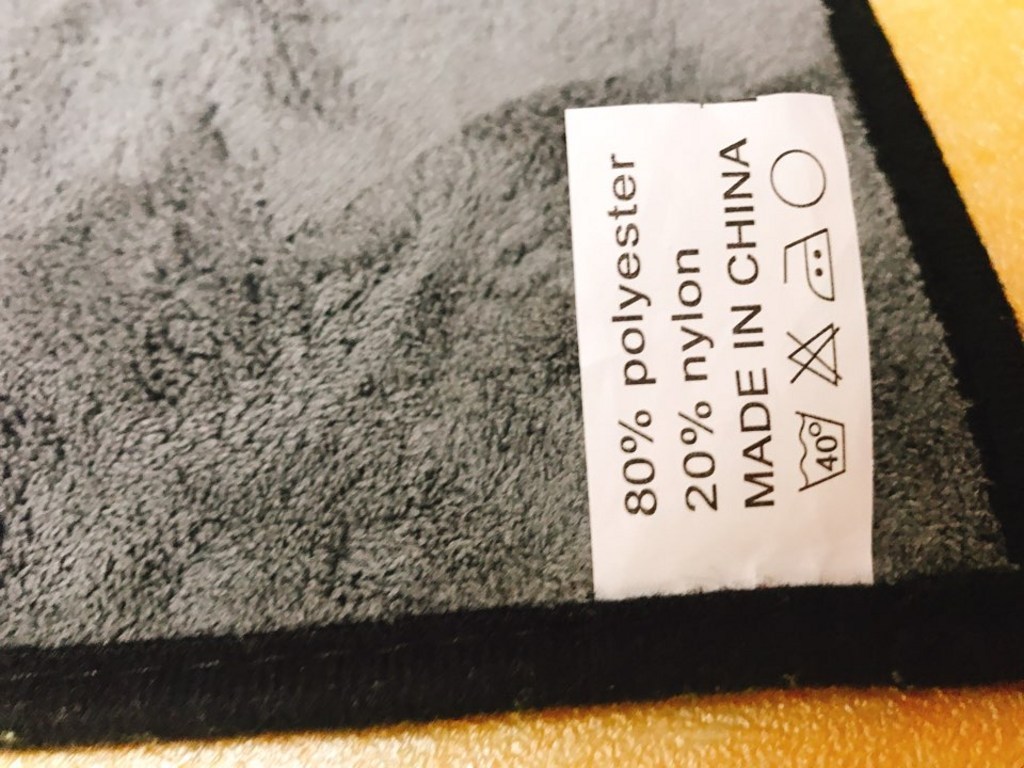 80% polyester
20% nylon
MADE IN CHINA
40°